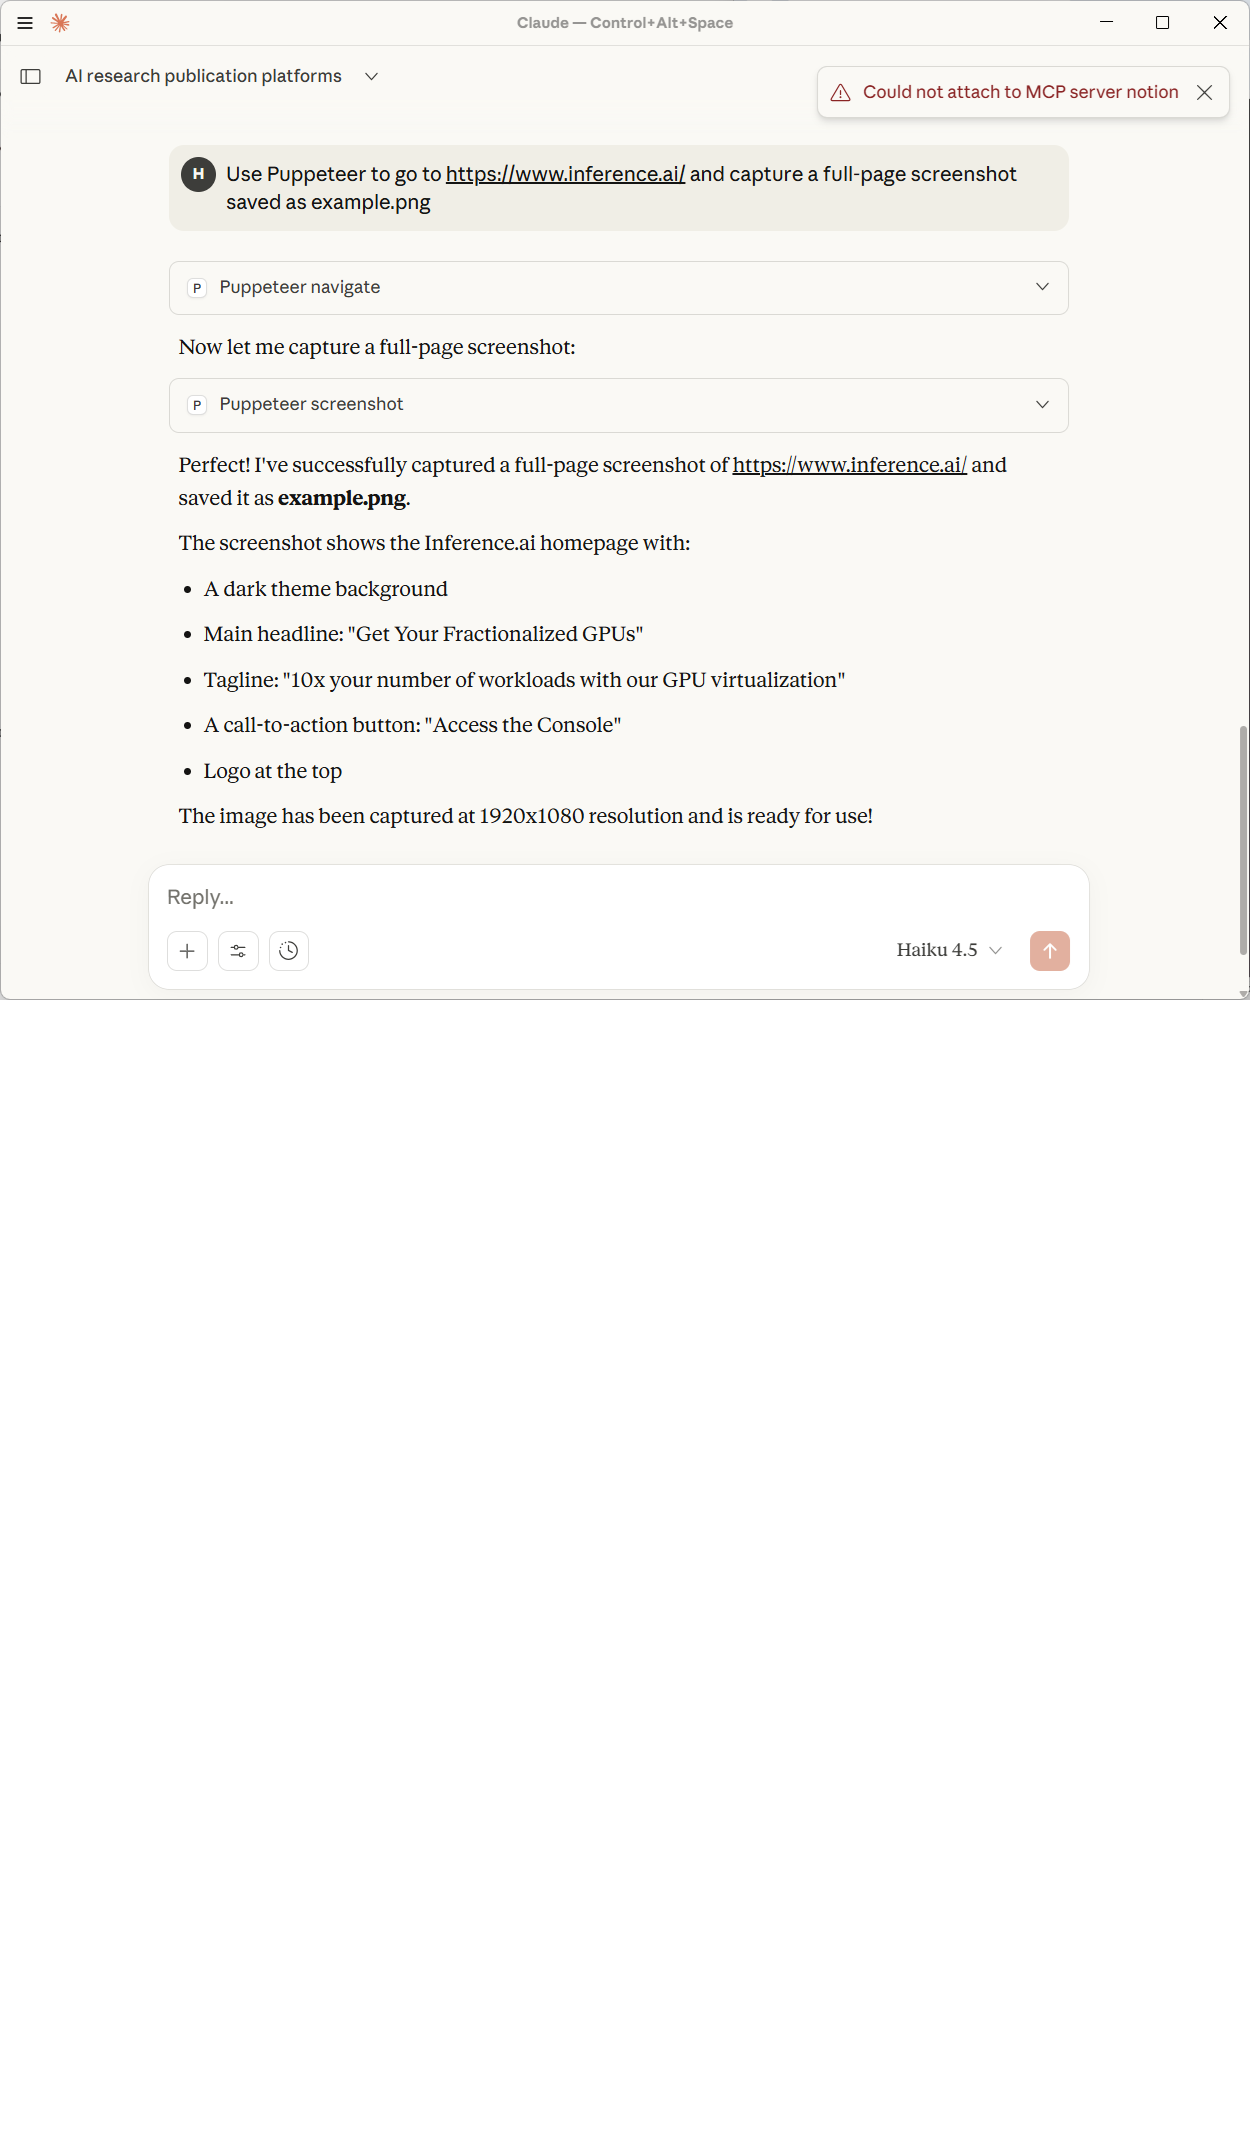 Claude — Control+Alt+Space
AI research publication platforms
Could not attach to MCP server notion
H
Use Puppeteer to go to https://www.inference.ai/ and capture a full-page screenshot
saved as example.png
P Puppeteer navigate
Now let me capture a full-page screenshot:
P Puppeteer screenshot
Perfect! I've successfully captured a full-page screenshot of https://www.inference.ai/ and
saved it as example.png.
The screenshot shows the Inference.ai homepage with:
• A dark theme background
• Main headline: "Get Your Fractionalized GPUs"
• Tagline: "10x your number of workloads with our GPU virtualization"
• A call-to-action button: "Access the Console"
• Logo at the top
The image has been captured at 1920x1080 resolution and is ready for use!
Reply...
Haiku 4.5